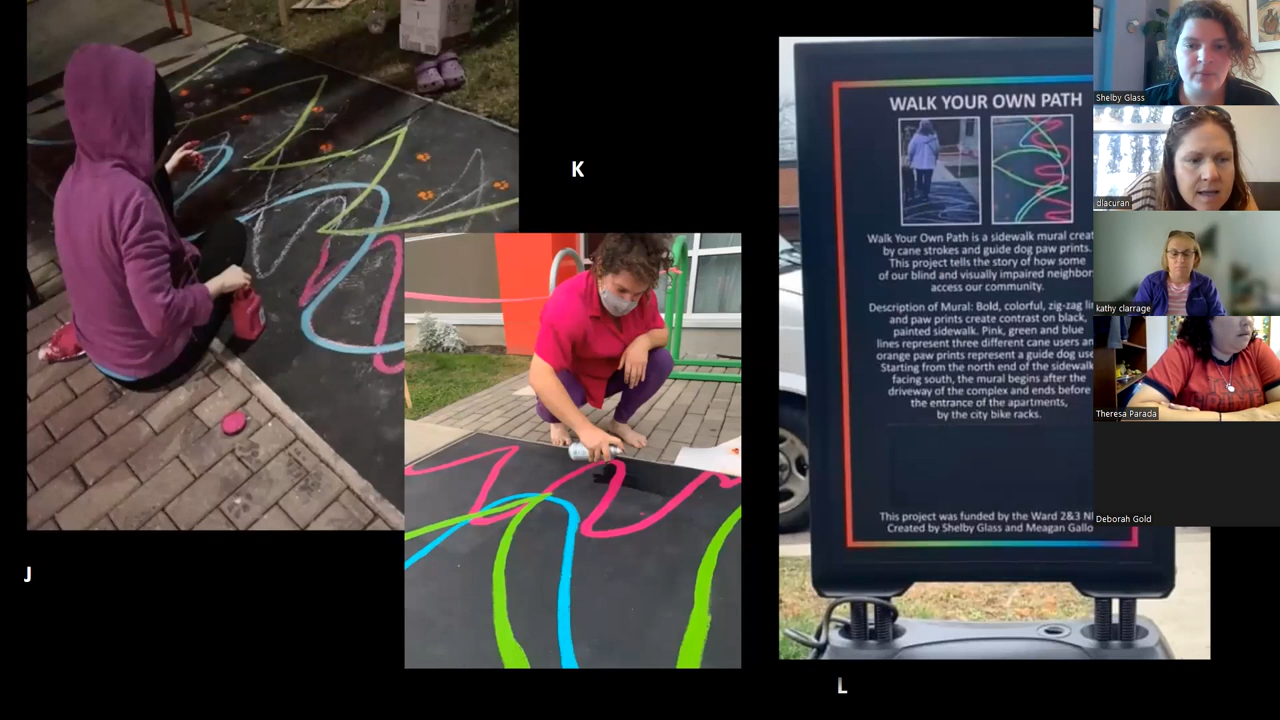 J
K
WALK YOUR OWN PATH
Walk Your Own Path is a sidewalk mural creat
by cane strokes and guide dog paw prints.
This project tells the story of how some
of our blind and visually impaired neighbor
access our community.
Description of Mural: Bold, colorful, zig-zag lin
and paw prints create contrast on black,
painted sidewalk. Pink, green and blue
lines represent three different cane users an
orange paw prints represent a guide dog use
Starting from the north end of the sidewalk
facing south, the mural begins after the
driveway of the complex and ends before
the entrance of the apartments,
by the city bike racks.
This project was funded by the Ward 2&3 N
Created by Shelby Glass and Meagan Gallo
L
Shelby Glass
dlacuran
kathy clarrage
Theresa Parada
Deborah Gold